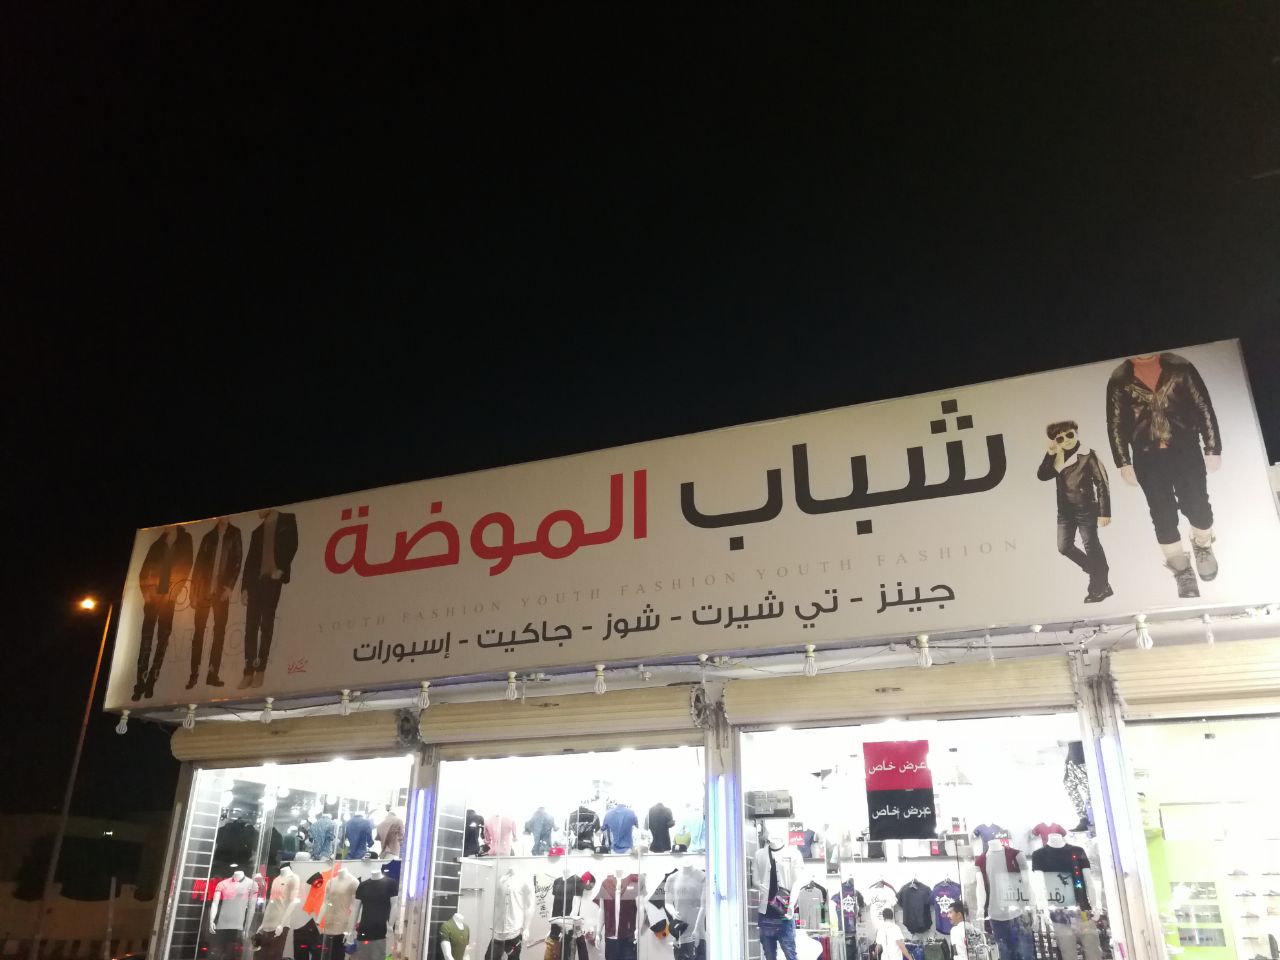 شباب الموضة
YOUTH FASHION YOUTH FASHION YOUTH FASHION
جينز - تي شيرت - شوز - جاكيت - إسبورات
عرض خاص
عرض خاص